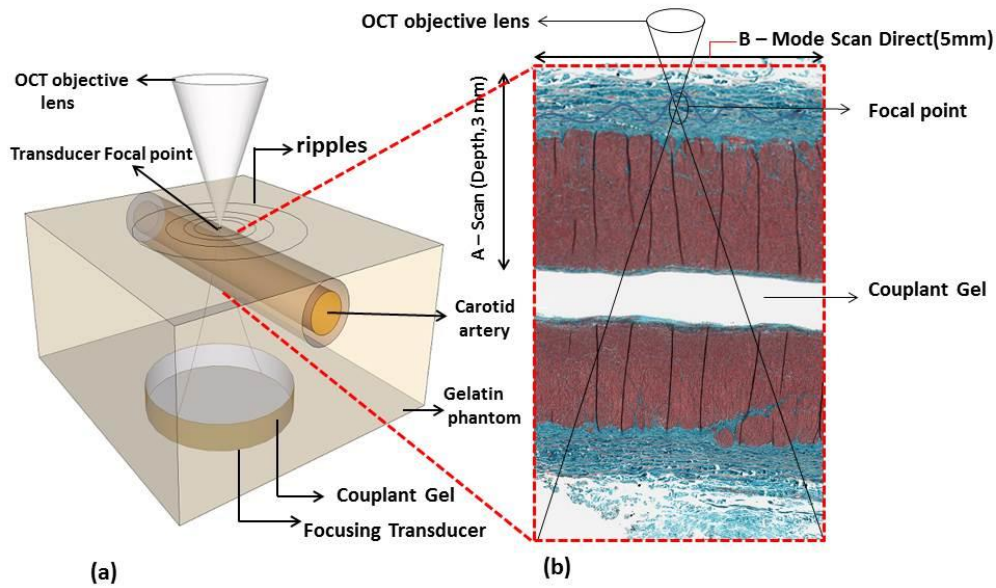 OCT objective
lens
Transducer Focal point
ripples
Carotid
artery
Gelatin
phantom
Couplant Gel
Focusing Transducer
(a)
OCT objective lens
B – Mode Scan Direct(5mm)
A – Scan (Depth, 3 mm)
Focal point
Couplant Gel
(b)